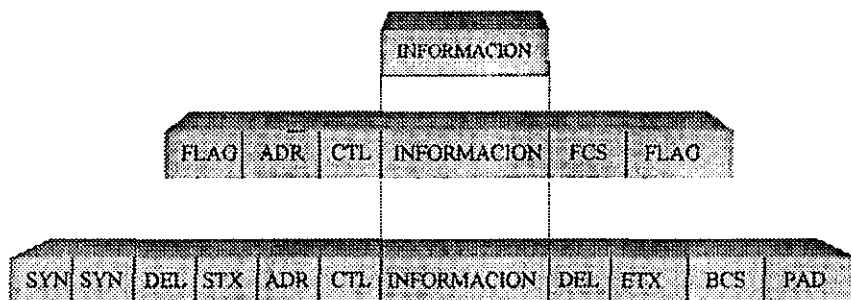 INFORMACION
FLAG ADR CTL INFORMACION FCS FLAG
SYN SYN DEL STX ADR CTL INFORMACION DEL ETX BCS PAD